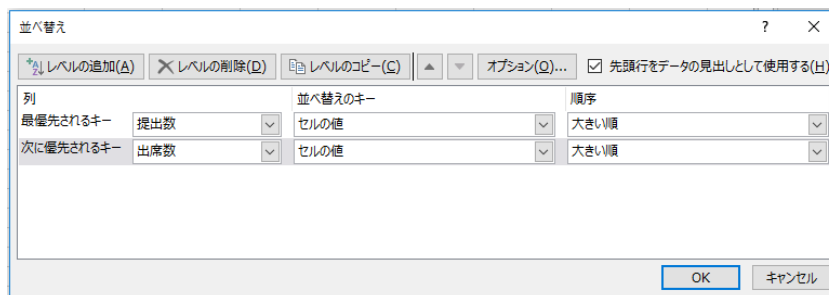 並べ替え ? ×
レベルの追加(A) レベルの削除(D) レベルのコピー(C) オプション(O)... 先頭行をデータの見出しとして使用する(H)
列 並べ替えのキー 順序
最優先されるキー 提出数 セルの値 大きい順
次に優先されるキー 出席数 セルの値 大きい順
OK キャンセル